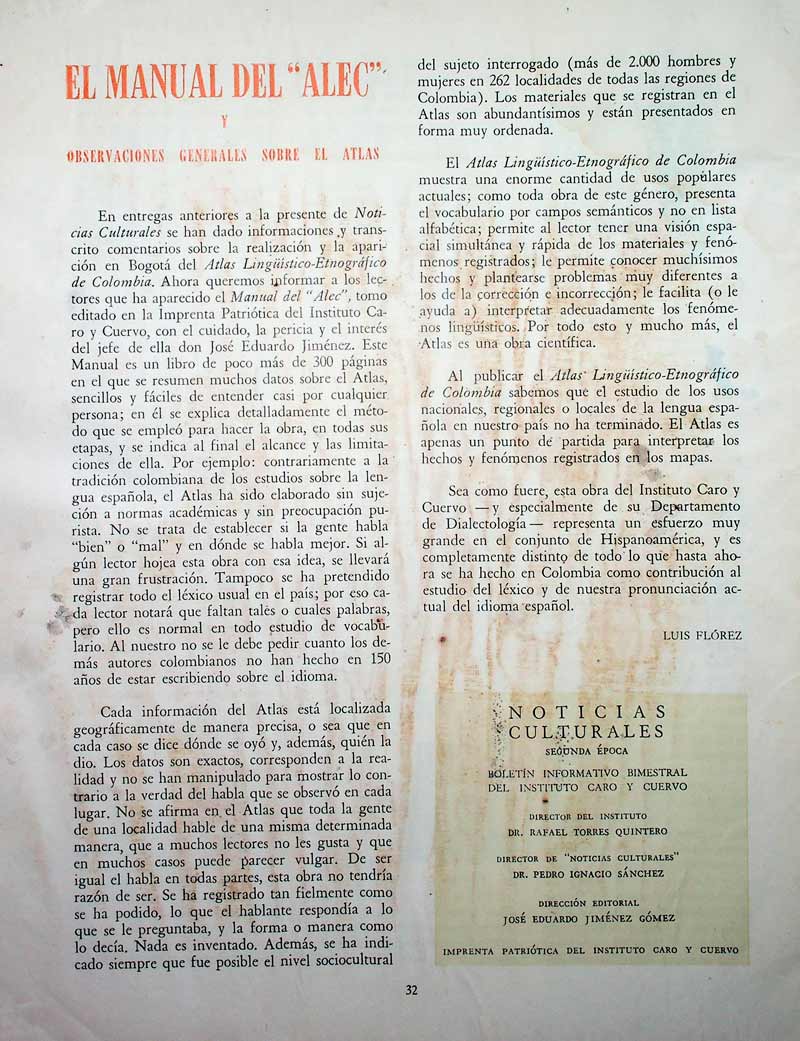 EL MANUAL DEL “ALEC”
Y
OBSERVACIONES GENERALES SOBRE EL ATLAS
En entregas anteriores a la presente de Noti-
cias Culturales se han dado informaciones y trans-
crito comentarios sobre la realización y la apari-
ción en Bogotá del Atlas Lingüístico-Etnográfico
de Colombia. Ahora queremos informar a los lec-
tores que ha aparecido el Manual del "Alec", tomo
editado en la Imprenta Patriótica del Instituto Ca-
ro y Cuervo, con el cuidado, la pericia y el interés
del jefe de ella don José Eduardo Jiménez. Este
Manual es un libro de poco más de 300 páginas
en el que se resumen muchos datos sobre el Atlas,
sencillos y fáciles de entender casi por cualquier
persona; en él se explica detalladamente el méto-
do que se empleó para hacer la obra, en todas sus
etapas, y se indica al final el alcance y las limita-
ciones de ella. Por ejemplo: contrariamente a la
tradición colombiana de los estudios sobre la len-
gua española, el Atlas ha sido elaborado sin suje-
ción a normas académicas y sin preocupación pu-
rista. No se trata de establecer si la gente habla
“bien” o “mal” y en dónde se habla mejor. Si al-
gún lector hojea esta obra con esa idea, se llevará
una gran frustración. Tampoco se ha pretendido
registrar todo el léxico usual en el país; por eso ca-
da lector notará que faltan tales o cuales palabras,
pero ello es normal en todo estudio de vocabu-
lario. Al nuestro no se le debe pedir cuanto los de-
más autores colombianos no han hecho en 150
años de estar escribiendo sobre el idioma.
Cada información del Atlas está localizada
geográficamente de manera precisa, o sea que en
cada caso se dice dónde se oyó y, además, quién la
dio. Los datos son exactos, corresponden a la rea-
lidad y no se han manipulado para mostrar lo con-
trario a la verdad del habla que se observó en cada
lugar. No se afirma en el Atlas que toda la gente
de una localidad hable de una misma determinada
manera, que a muchos lectores no les gusta y que
en muchos casos puede parecer vulgar. De ser
igual el habla en todas partes, esta obra no tendría
razón de ser. Se ha registrado tan fielmente como
se ha podido, lo que el hablante respondía a lo
que se le preguntaba, y la forma o manera como
lo decía. Nada es inventado. Además, se ha indi-
cado siempre que fue posible el nivel sociocultural
del sujeto interrogado (más de 2.000 hombres y
mujeres en 262 localidades de todas las regiones de
Colombia). Los materiales que se registran en el
Atlas son abundantísimos y están presentados en
forma muy ordenada.
El Atlas Lingüístico-Etnográfico de Colombia
muestra una enorme cantidad de usos populares
actuales; como toda obra de este género, presenta
el vocabulario por campos semánticos y no en lista
alfabética; permite al lector tener una visión espa-
cial simultánea y rápida de los materiales y fenó-
menos registrados; le permite conocer muchísimos
hechos y plantearse problemas muy diferentes a
los de la corrección e incorrección; le facilita (o le
ayuda a) interpretar adecuadamente los fenóme-
nos lingüísticos. Por todo esto y mucho más, el
Atlas es una obra científica.
Al publicar el Atlas Lingüístico-Etnográfico
de Colombia sabemos que el estudio de los usos
nacionales, regionales o locales de la lengua espa-
ñola en nuestro país no ha terminado. El Atlas es
apenas un punto de partida para interpretar los
hechos y fenómenos registrados en los mapas.
Sea como fuere, esta obra del Instituto Caro y
Cuervo —y especialmente de su Departamento
de Dialectología— representa un esfuerzo muy
grande en el conjunto de Hispanoamérica, y es
completamente distinto de todo lo que hasta aho-
ra se ha hecho en Colombia como contribución al
estudio del léxico y de nuestra pronunciación ac-
tual del idioma español.
LUIS FLÓREZ
NOTICIAS
CULTURALES
SEGUNDA ÉPOCA
BOLETÍN INFORMATIVO BIMESTRAL
DEL INSTITUTO CARO Y CUERVO
DIRECTOR DEL INSTITUTO
DR. RAFAEL TORRES QUINTERO
DIRECTOR DE "NOTICIAS CULTURALES"
DR. PEDRO IGNACIO SÁNCHEZ
DIRECCIÓN EDITORIAL
JOSÉ EDUARDO JIMÉNEZ GÓMEZ
IMPRENTA PATRIÓTICA DEL INSTITUTO CARO Y CUERVO
32